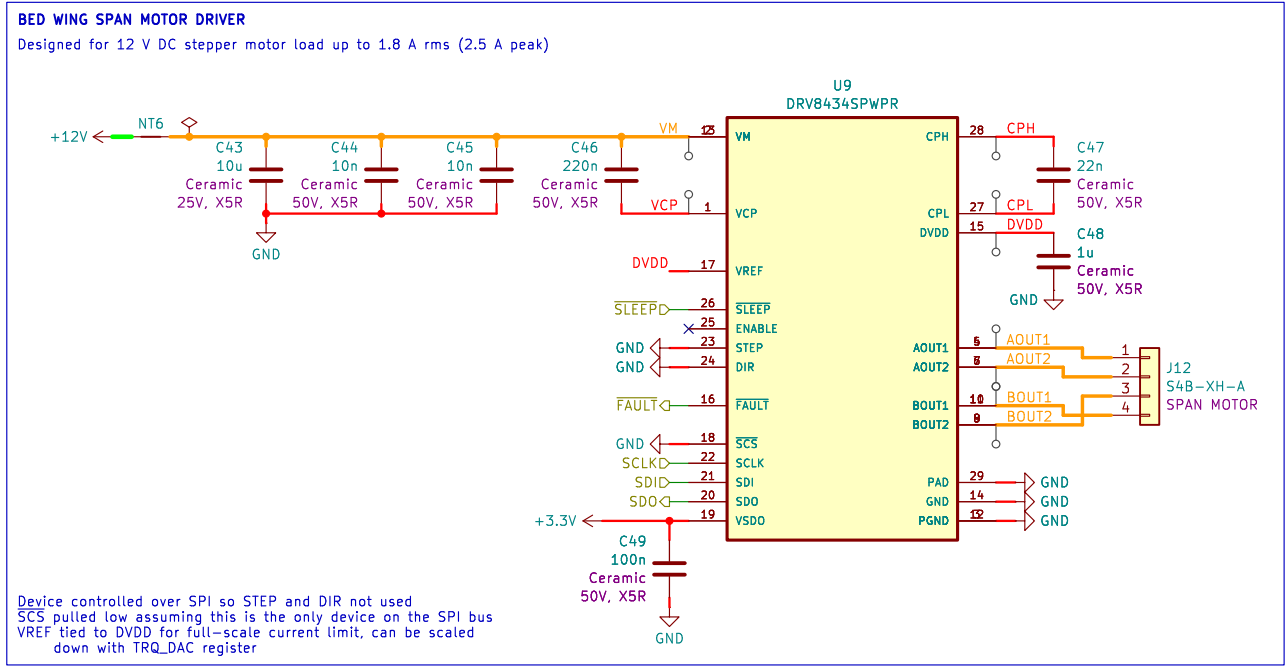 BED WING SPAN MOTOR DRIVER
Designed for 12 V DC stepper motor load up to 1.8 A rms (2.5 A peak)
U9
DRV8434SPWPR
+12V
NT6
VM
VM
CPH
28
CPH
C43
10u
Ceramic
25V, X5R
C44
10n
Ceramic
50V, X5R
C45
10n
Ceramic
50V, X5R
C46
220n
Ceramic
50V, X5R
C47
22n
Ceramic
50V, X5R
VCP
1
VCP
CPL
27
CPL
DVDD
15
DVDD
GND
C48
1u
Ceramic
50V, X5R
GND
DVDD
17
VREF
SLEEP
26
SLEEP
25
ENABLE
GND
23
STEP
GND
24
DIR
AOUT1
AOUT1
AOUT2
AOUT2
BOUT1
BOUT1
BOUT2
BOUT2
1
2
3
4
J12
S4B-XH-A
SPAN MOTOR
FAULT
16
FAULT
GND
18
SCS
SCLK
22
SCLK
SDI
21
SDI
SDO
20
SDO
+3.3V
19
VSDO
PAD
29
GND
GND
14
GND
PGND
GND
C49
100n
Ceramic
50V, X5R
GND
Device controlled over SPI so STEP and DIR not used
SCS pulled low assuming this is the only device on the SPI bus
VREF tied to DVDD for full-scale current limit, can be scaled
down with TRQ_DAC register